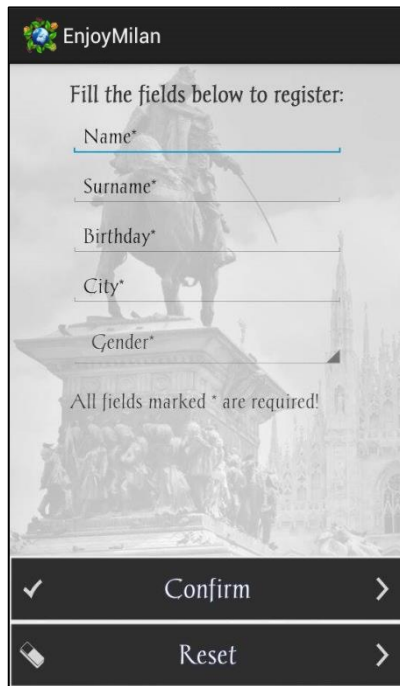 EnjoyMilan
Fill the fields below to register:
Name*
Surname*
Birthday*
City*
Gender*
All fields marked * are required!
Confirm
Reset